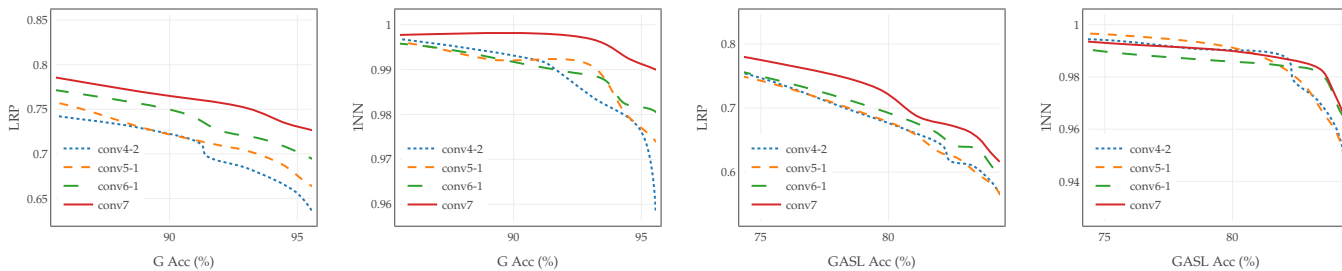 LRP
0.85
0.8
0.75
0.7
0.65
conv4-2
conv5-1
conv6-1
conv7
90
95
G Acc (%)
1NN
1
0.99
0.98
0.97
0.96
conv4-2
conv5-1
conv6-1
conv7
90
95
G Acc (%)
LRP
0.8
0.7
0.6
conv4-2
conv5-1
conv6-1
conv7
75
80
GASL Acc (%)
1NN
1
0.98
0.96
0.94
conv4-2
conv5-1
conv6-1
conv7
75
80
GASL Acc (%)